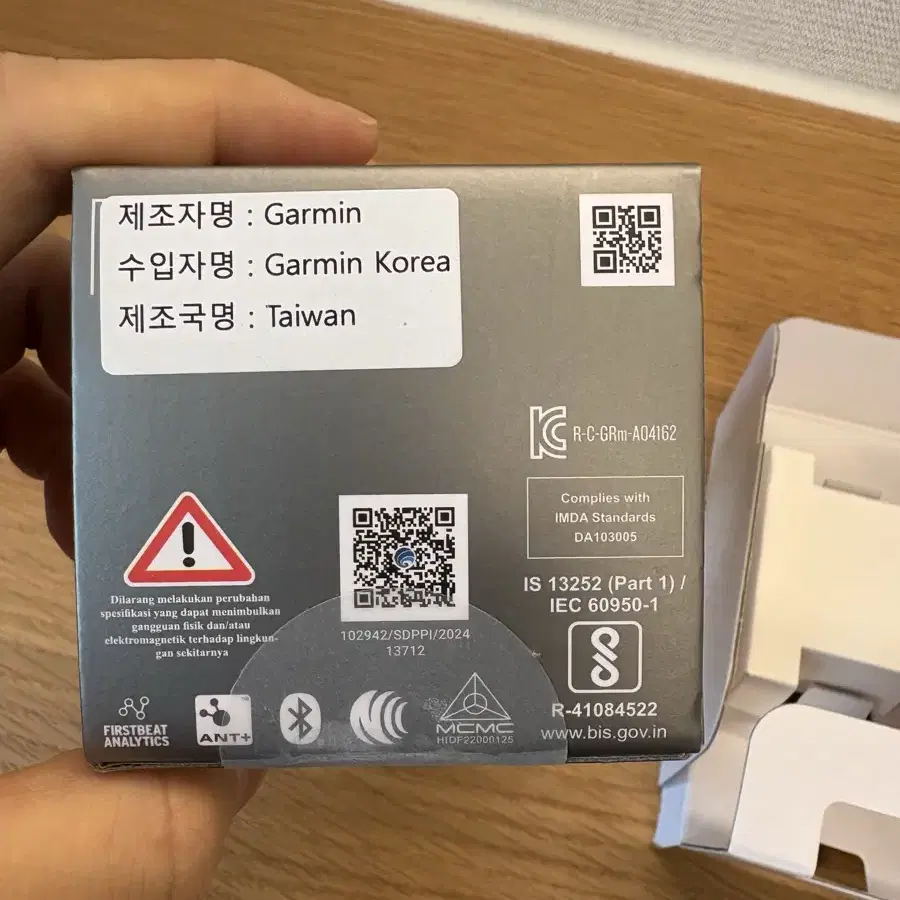 제조자명 : Garmin
수입자명 : Garmin Korea
제조국명 : Taiwan
R-C-GRm-A04162
Complies with
IMDA Standards
DA103005
Dilarang melakukan perubahan
spesifikasi yang dapat menimbulkan
gangguan fisik dan/atau
elektromagnetik terhadap lingkun-
gan sekitarnya
102942/SDPPI/2024
13712
IS 13252 (Part 1) /
IEC 60950-1
R-41084522
www.bis.gov.in
FIRSTBEAT
ANALYTICS
ANT+
MCMC
HIDF22000125